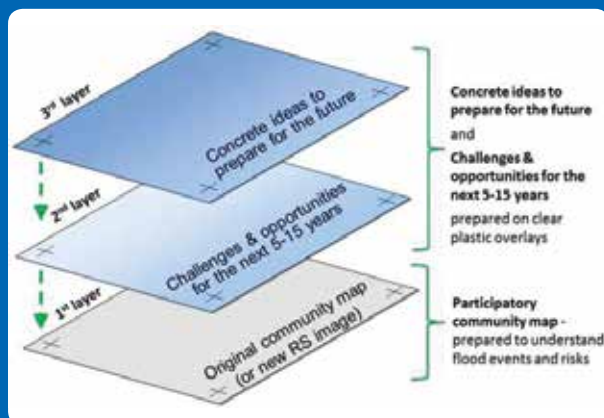 3rd layer
Concrete ideas to
prepare for the future
2nd layer
Challenges & opportunities
for the next 5-15 years
1st layer
Original community map
(or new RS image)
Concrete ideas to
prepare for the future
and
Challenges &
opportunities for the
next 5-15 years
prepared on clear
plastic overlays
Participatory
community map -
prepared to understand
flood events and risks